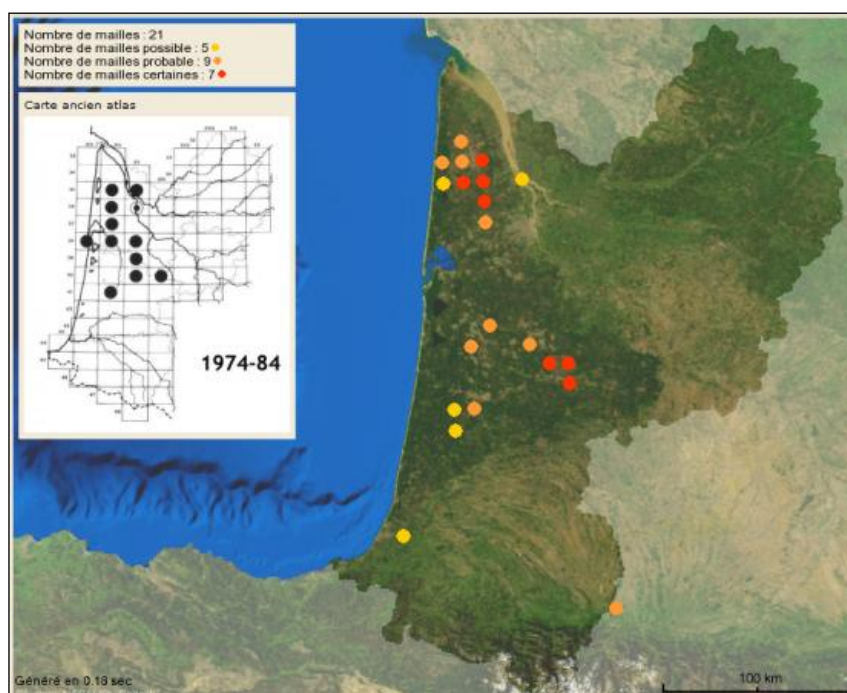 Nombre de mailles : 21
Nombre de mailles possible : 5
Nombre de mailles probable : 9
Nombre de mailles certaines : 7
Carte ancien atlas
1974-84
Généré en 0.18 sec
100 km